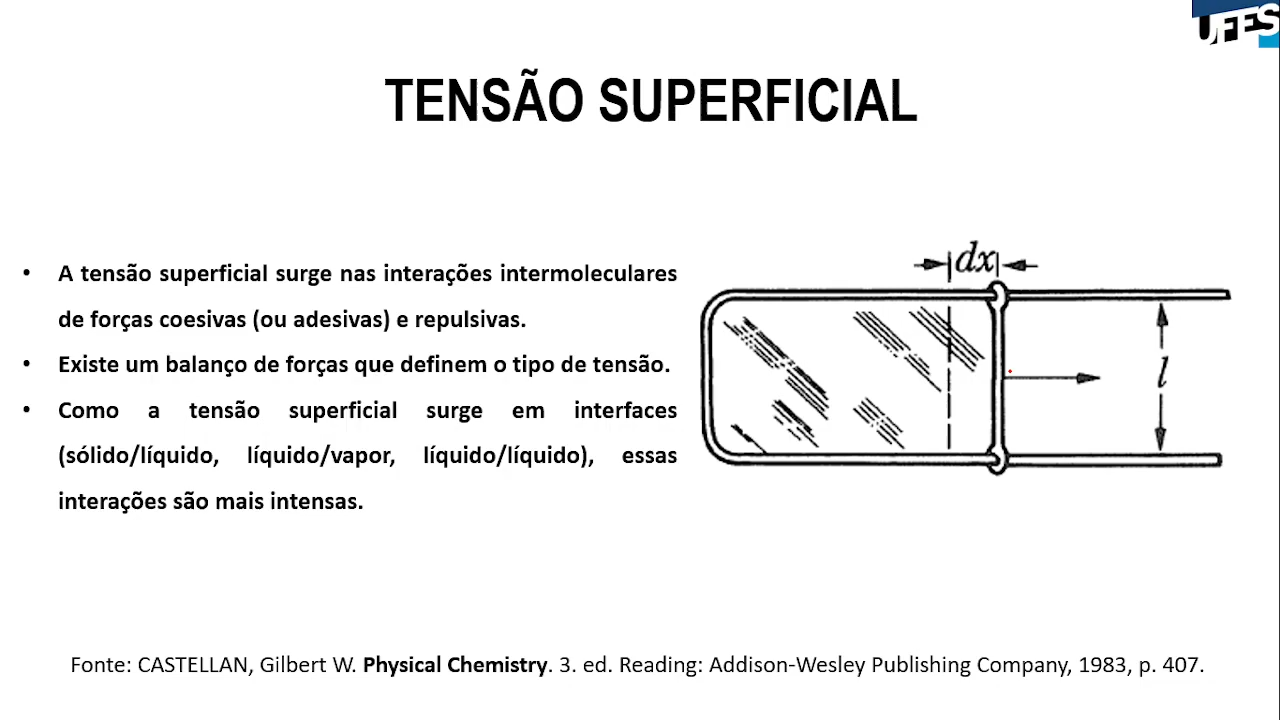 UFES
TENSÃO SUPERFICIAL
• A tensão superficial surge nas interações intermoleculares
de forças coesivas (ou adesivas) e repulsivas.
• Existe um balanço de forças que definem o tipo de tensão.
• Como a tensão superficial surge em interfaces
(sólido/líquido, líquido/vapor, líquido/líquido), essas
interações são mais intensas.
dx
l
Fonte: CASTELLAN, Gilbert W. Physical Chemistry. 3. ed. Reading: Addison-Wesley Publishing Company, 1983, p. 407.